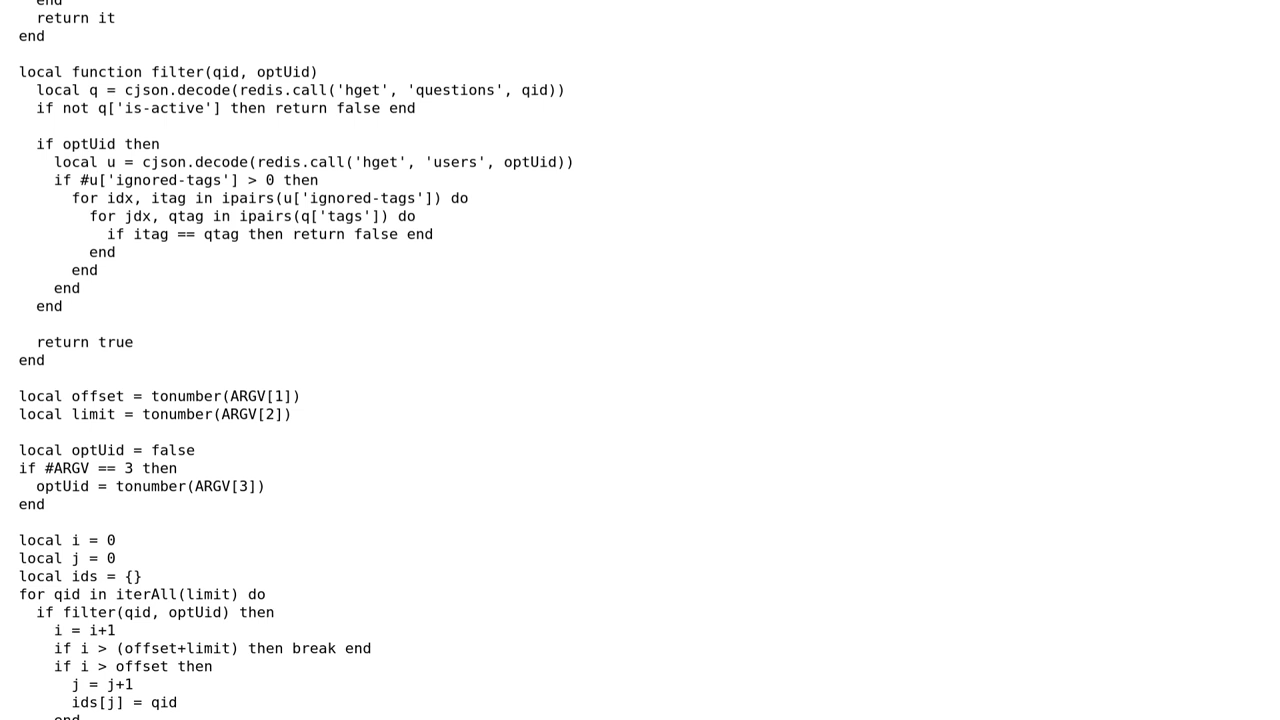 end
  return it
end

local function filter(qid, optUid)
  local q = cjson.decode(redis.call('hget', 'questions', qid))
  if not q['is-active'] then return false end

  if optUid then
    local u = cjson.decode(redis.call('hget', 'users', optUid))
    if #u['ignored-tags'] > 0 then
      for idx, itag in ipairs(u['ignored-tags']) do
        for jdx, qtag in ipairs(q['tags']) do
          if itag == qtag then return false end
        end
      end
    end
  end

  return true
end

local offset = tonumber(ARGV[1])
local limit = tonumber(ARGV[2])

local optUid = false
if #ARGV == 3 then
  optUid = tonumber(ARGV[3])
end

local i = 0
local j = 0
local ids = {}
for qid in iterAll(limit) do
  if filter(qid, optUid) then
    i = i+1
    if i > (offset+limit) then break end
    if i > offset then
      j = j+1
      ids[j] = qid
    end